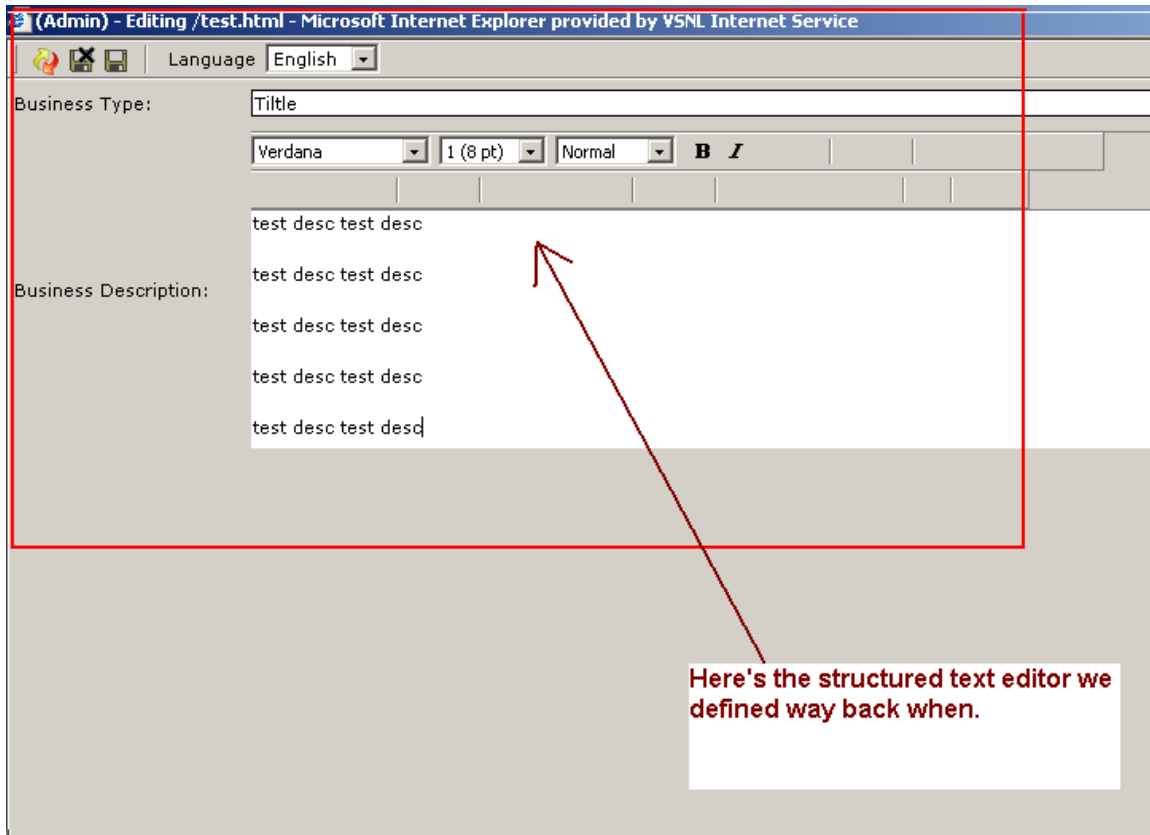 (Admin) - Editing /test.html - Microsoft Internet Explorer provided by VSNL Internet Service
Language English
Business Type: Tiltle
Verdana 1 (8 pt) Normal B I
test desc test desc
test desc test desc
Business Description:
test desc test desc
test desc test desc
test desc test desc
Here's the structured text editor we
defined way back when.